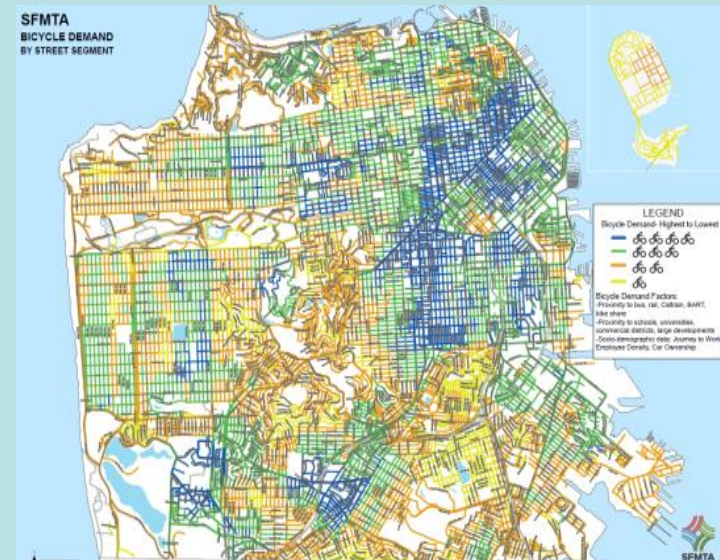 SFMTA
BICYCLE DEMAND
BY STREET SEGMENT
LEGEND
Bicycle Demand- Highest to Lowest
Bicycle Demand Factors:
-Proximity to bus, rail, Caltrain, BART,
bike share
-Proximity to schools, universities,
commercial districts, large developments
-Socio-demographic data: Journey to Work
Employee Density, Car Ownership
SFMTA